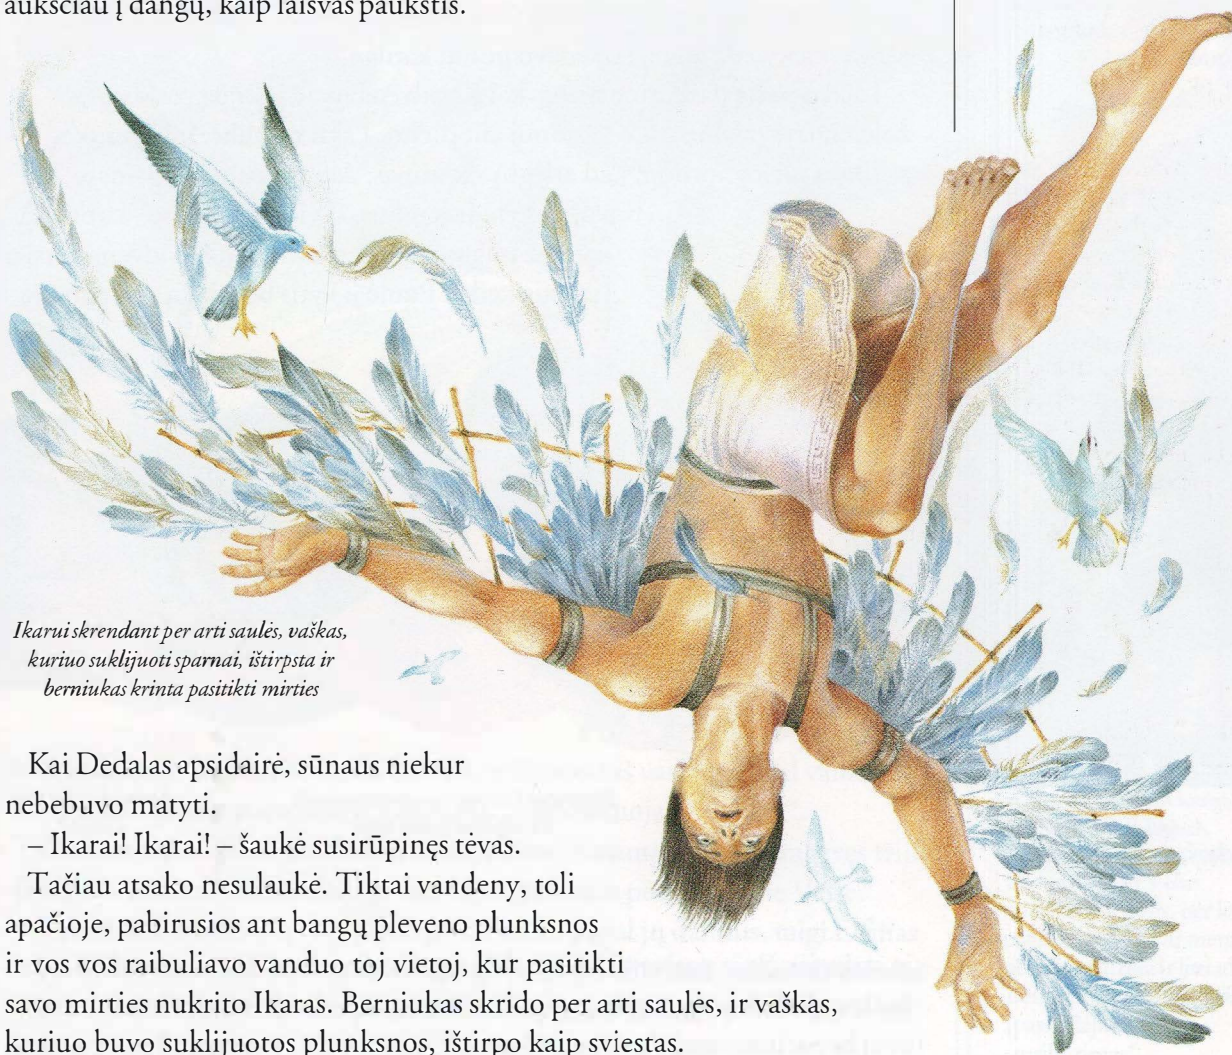 aukščiau į dangų, kaip laisvas paukštis.
Ikarui skrendant per arti saulės, vaškas,
kuriuo suklijuoti sparnai, ištirpsta ir
berniukas krinta pasitikti mirties
Kai Dedalas apsidairė, sūnaus niekur
nebebuvo matyti.
– Ikarai! Ikarai! – šaukė susirūpinęs tėvas.
Tačiau atsako nesulaukė. Tiktai vandeny, toli
apačioje, pabirusios ant bangų pleveno plunksnos
ir vos vos raibuliavo vanduo toj vietoj, kur pasitikti
savo mirties nukrito Ikaras. Berniukas skrido per arti saulės, ir vaškas,
kuriuo buvo suklijuotos plunksnos, ištirpo kaip sviestas.